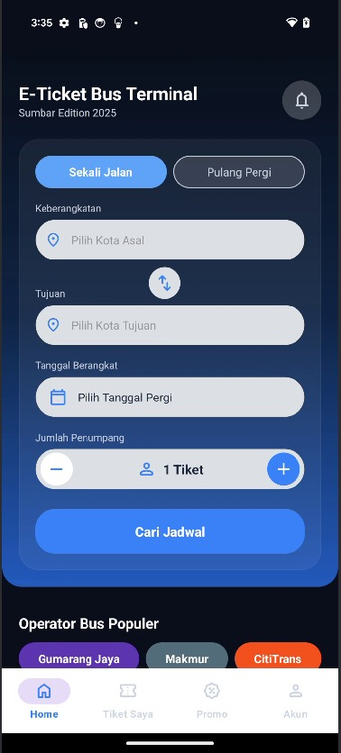 3:35
E-Ticket Bus Terminal
Sumbar Edition 2025
Sekali Jalan
Pulang Pergi
Keberangkatan
Pilih Kota Asal
Tujuan
Pilih Kota Tujuan
Tanggal Berangkat
Pilih Tanggal Pergi
Jumlah Penumpang
1 Tiket
Cari Jadwal
Operator Bus Populer
Gumarang Jaya
Makmur
CitiTrans
Home
Tiket Saya
Promo
Akun